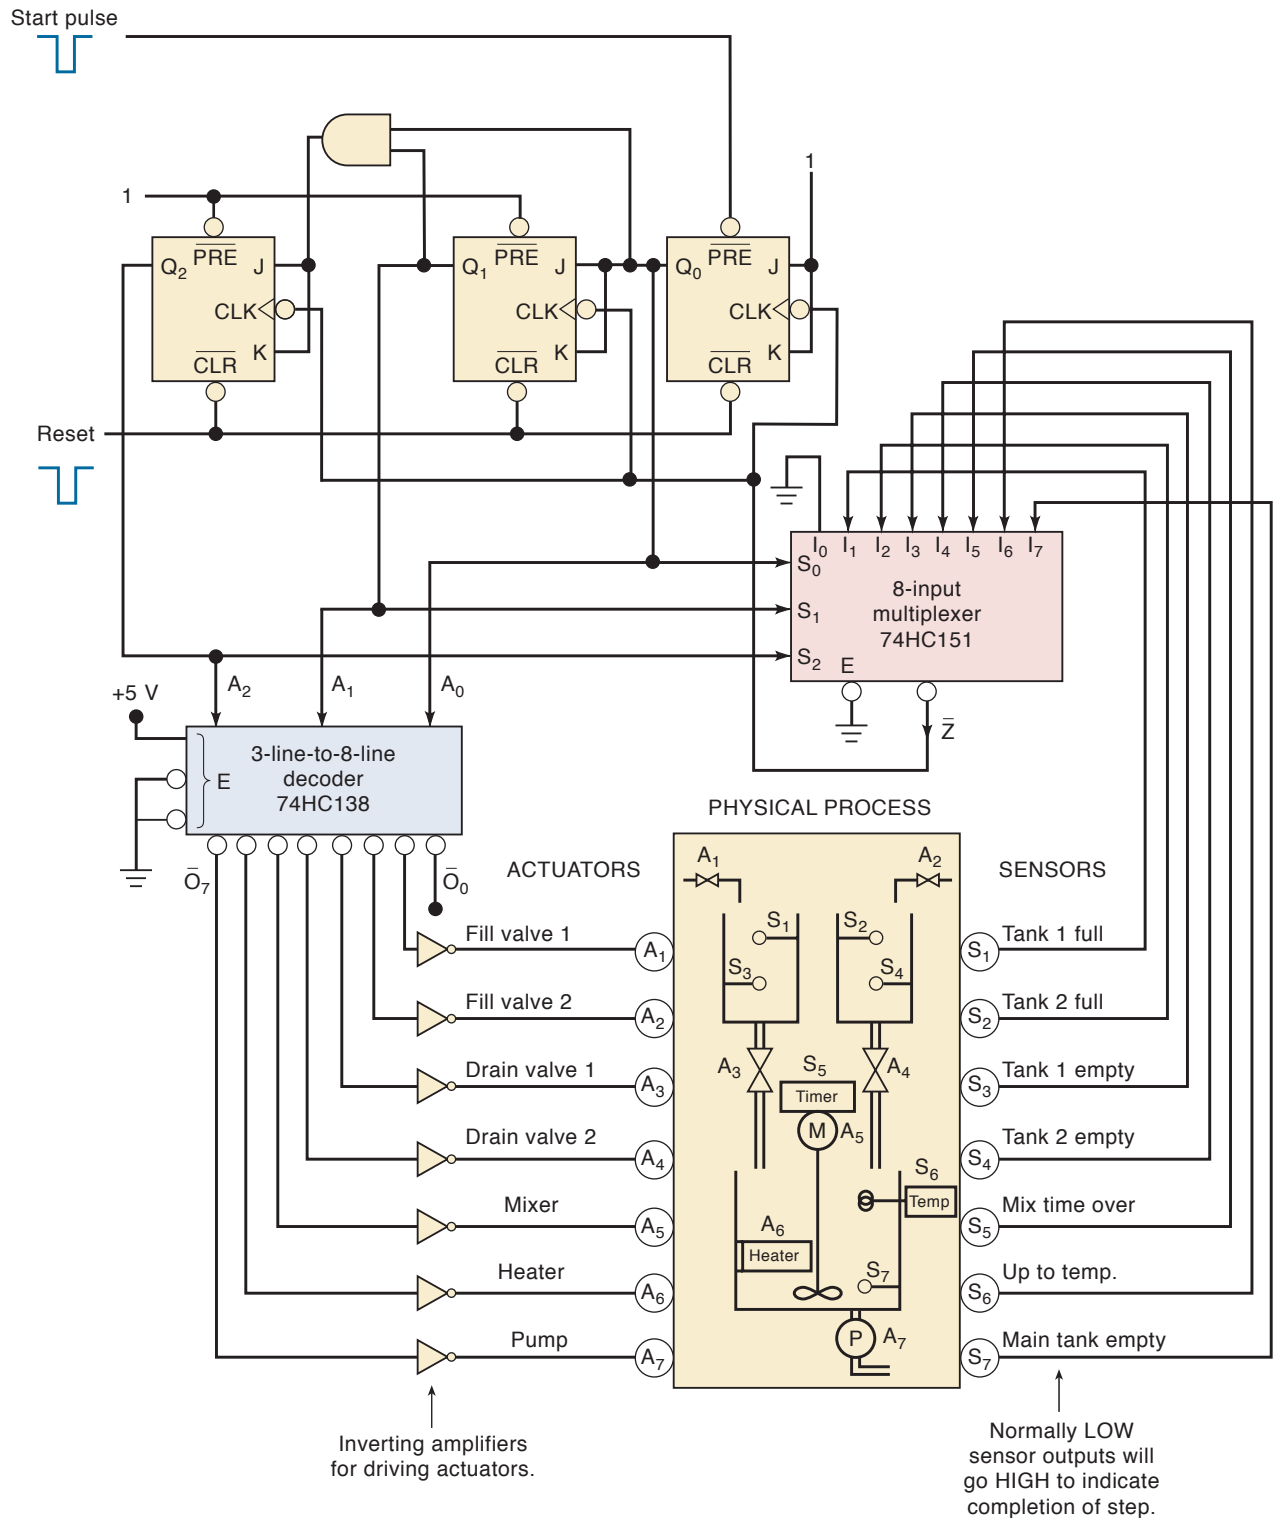 Start pulse
1
1
Q2 PRE J
CLK
CLR K
Q1 PRE J
CLK
CLR K
Q0 PRE J
CLK
CLR K
Reset
I0 I1 I2 I3 I4 I5 I6 I7
S0
S1
S2
8-input
multiplexer
74HC151
E
Z̅
+5 V
A2 A1 A0
3-line-to-8-line
decoder
74HC138
E
O̅7
O̅0
PHYSICAL PROCESS
ACTUATORS
SENSORS
Fill valve 1
A1
Fill valve 2
A2
Drain valve 1
A3
Drain valve 2
A4
Mixer
A5
Heater
A6
Pump
A7
A1 A2
S1 S2
S3 S4
A3 S5 A4
Timer
M A5
S6
Temp
A6
Heater
S7
P A7
S1
Tank 1 full
S2
Tank 2 full
S3
Tank 1 empty
S4
Tank 2 empty
S5
Mix time over
S6
Up to temp.
S7
Main tank empty
Inverting amplifiers
for driving actuators.
Normally LOW
sensor outputs will
go HIGH to indicate
completion of step.